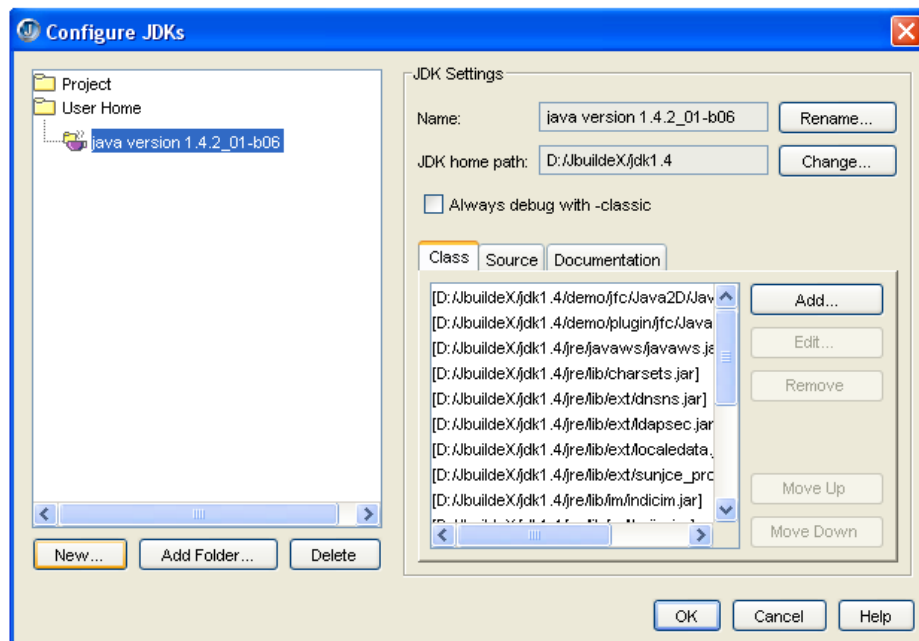 Configure JDKs
Project
User Home
java version 1.4.2_01-b06
New...
Add Folder...
Delete
JDK Settings
Name:
java version 1.4.2_01-b06
Rename...
JDK home path:
D:/JbuildeX/jdk1.4
Change...
Always debug with -classic
Class
Source
Documentation
[D:/JbuildeX/jdk1.4/demo/jfc/Java2D/Jav
[D:/JbuildeX/jdk1.4/demo/plugin/jfc/Java
[D:/JbuildeX/jdk1.4/jre/javaws/javaws.ja
[D:/JbuildeX/jdk1.4/jre/lib/charsets.jar]
[D:/JbuildeX/jdk1.4/jre/lib/ext/dnsns.jar]
[D:/JbuildeX/jdk1.4/jre/lib/ext/ldapsec.jar
[D:/JbuildeX/jdk1.4/jre/lib/ext/localedata.
[D:/JbuildeX/jdk1.4/jre/lib/ext/sunjce_pro
[D:/JbuildeX/jdk1.4/jre/lib/im/indicim.jar]
Add...
Edit...
Remove
Move Up
Move Down
OK
Cancel
Help